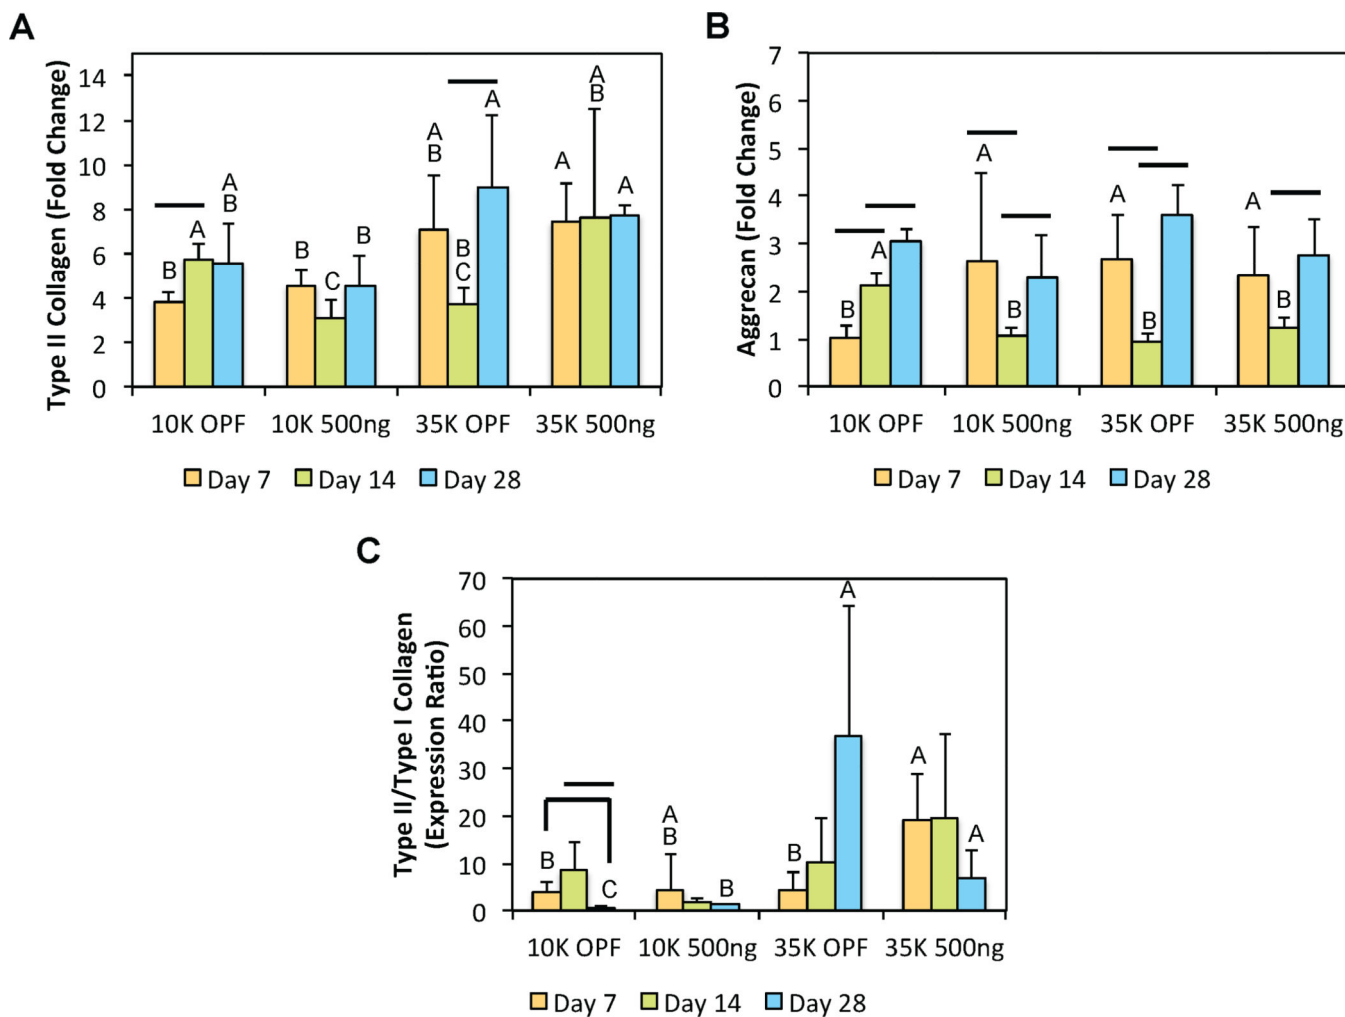 A
Type II Collagen (Fold Change)
14
12
10
8
6
4
2
0
B
A
A
B
B
C
B
A
B
B
C
A
A
A
B
A
10K OPF 10K 500ng 35K OPF 35K 500ng
Day 7 Day 14 Day 28
B
Aggrecan (Fold Change)
7
6
5
4
3
2
1
0
B
A
A
B
A
B
A
B
10K OPF 10K 500ng 35K OPF 35K 500ng
Day 7 Day 14 Day 28
C
Type II/Type I Collagen
(Expression Ratio)
70
60
50
40
30
20
10
0
B
C
A
B
B
B
A
A
A
10K OPF 10K 500ng 35K OPF 35K 500ng
Day 7 Day 14 Day 28